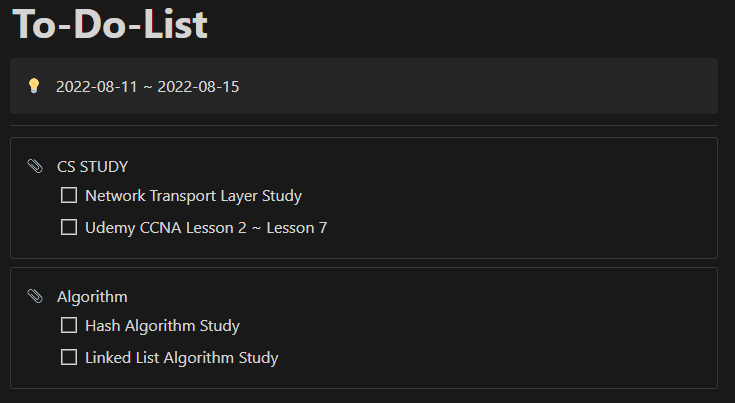 To-Do-List
2022-08-11 ~ 2022-08-15
CS STUDY
Network Transport Layer Study
Udemy CCNA Lesson 2 ~ Lesson 7
Algorithm
Hash Algorithm Study
Linked List Algorithm Study